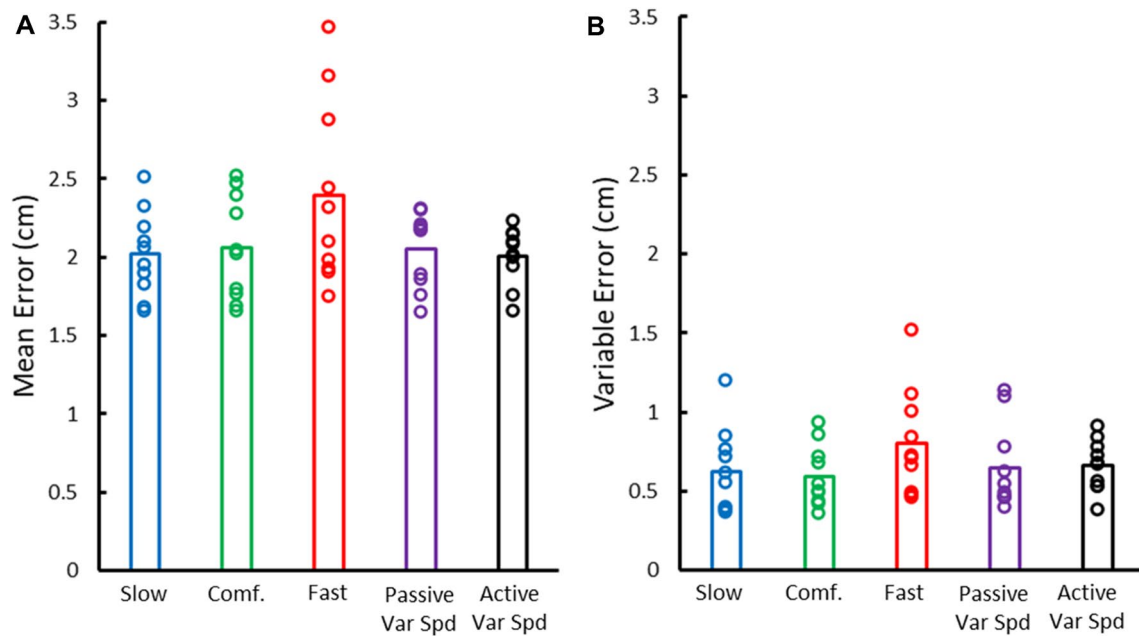 A
Mean Error (cm)
3.5
3
2.5
2
1.5
1
0.5
0
Slow Comf. Fast Passive Active
Var Spd Var Spd
B
Variable Error (cm)
3.5
3
2.5
2
1.5
1
0.5
0
Slow Comf. Fast Passive Active
Var Spd Var Spd